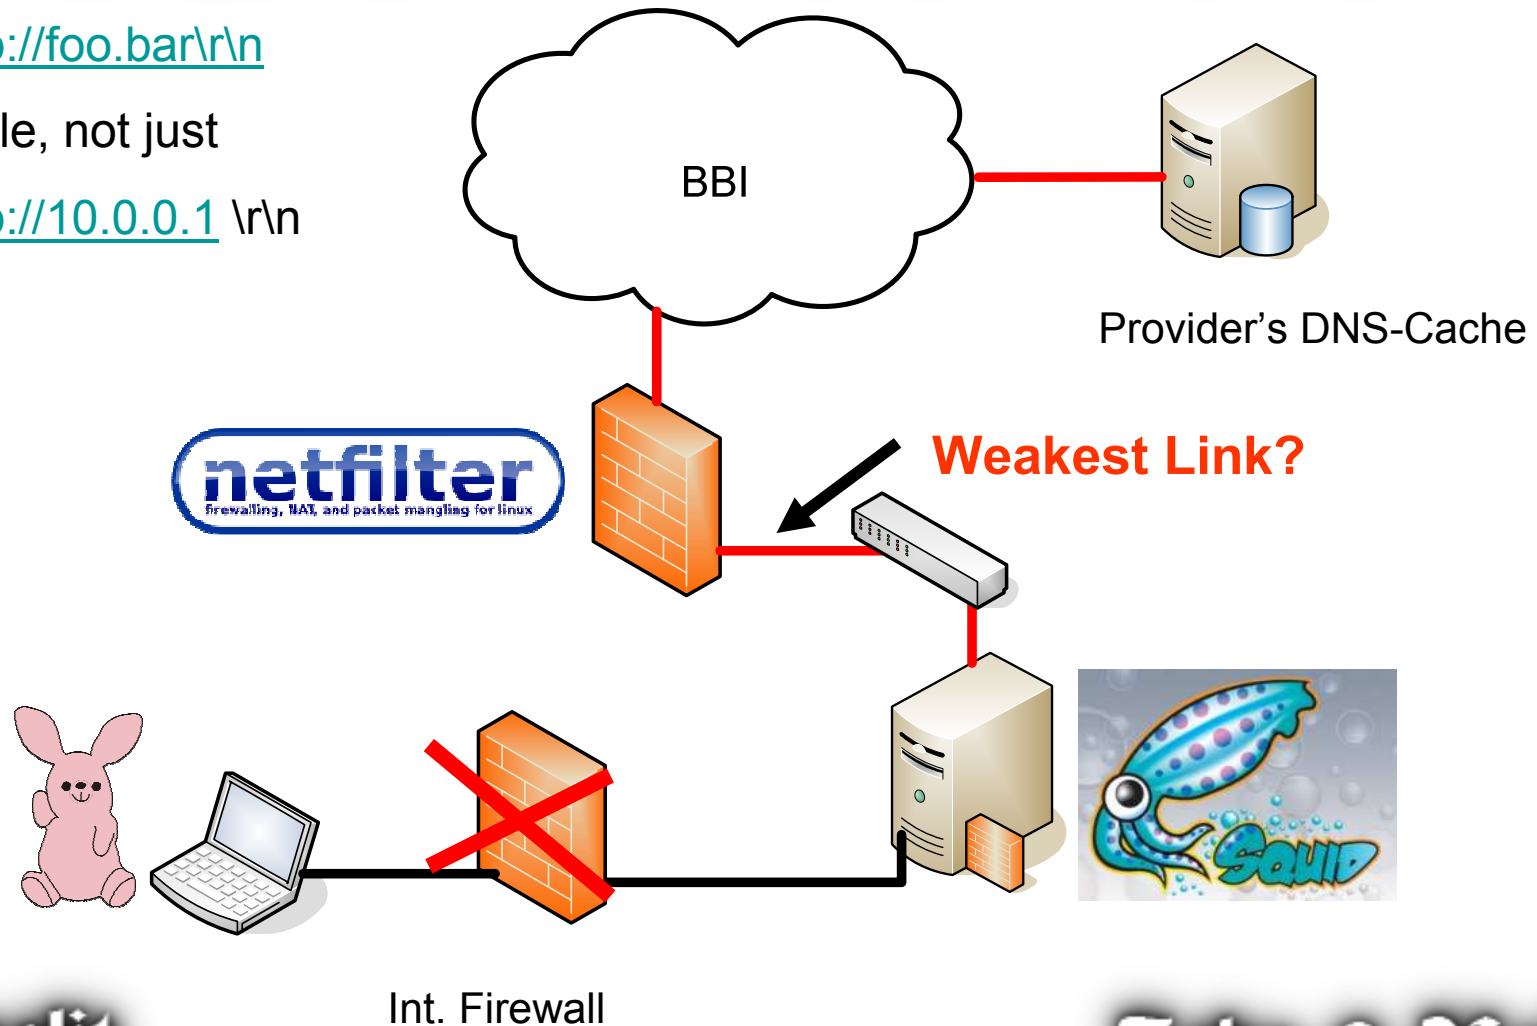 ://foo.bar\r\n
le, not just
://10.0.0.1 \r\n
BBI
Provider's DNS-Cache
netfilter
firewalling, NAT, and packet mangling for linux
Weakest Link?
SQUID
Int. Firewall